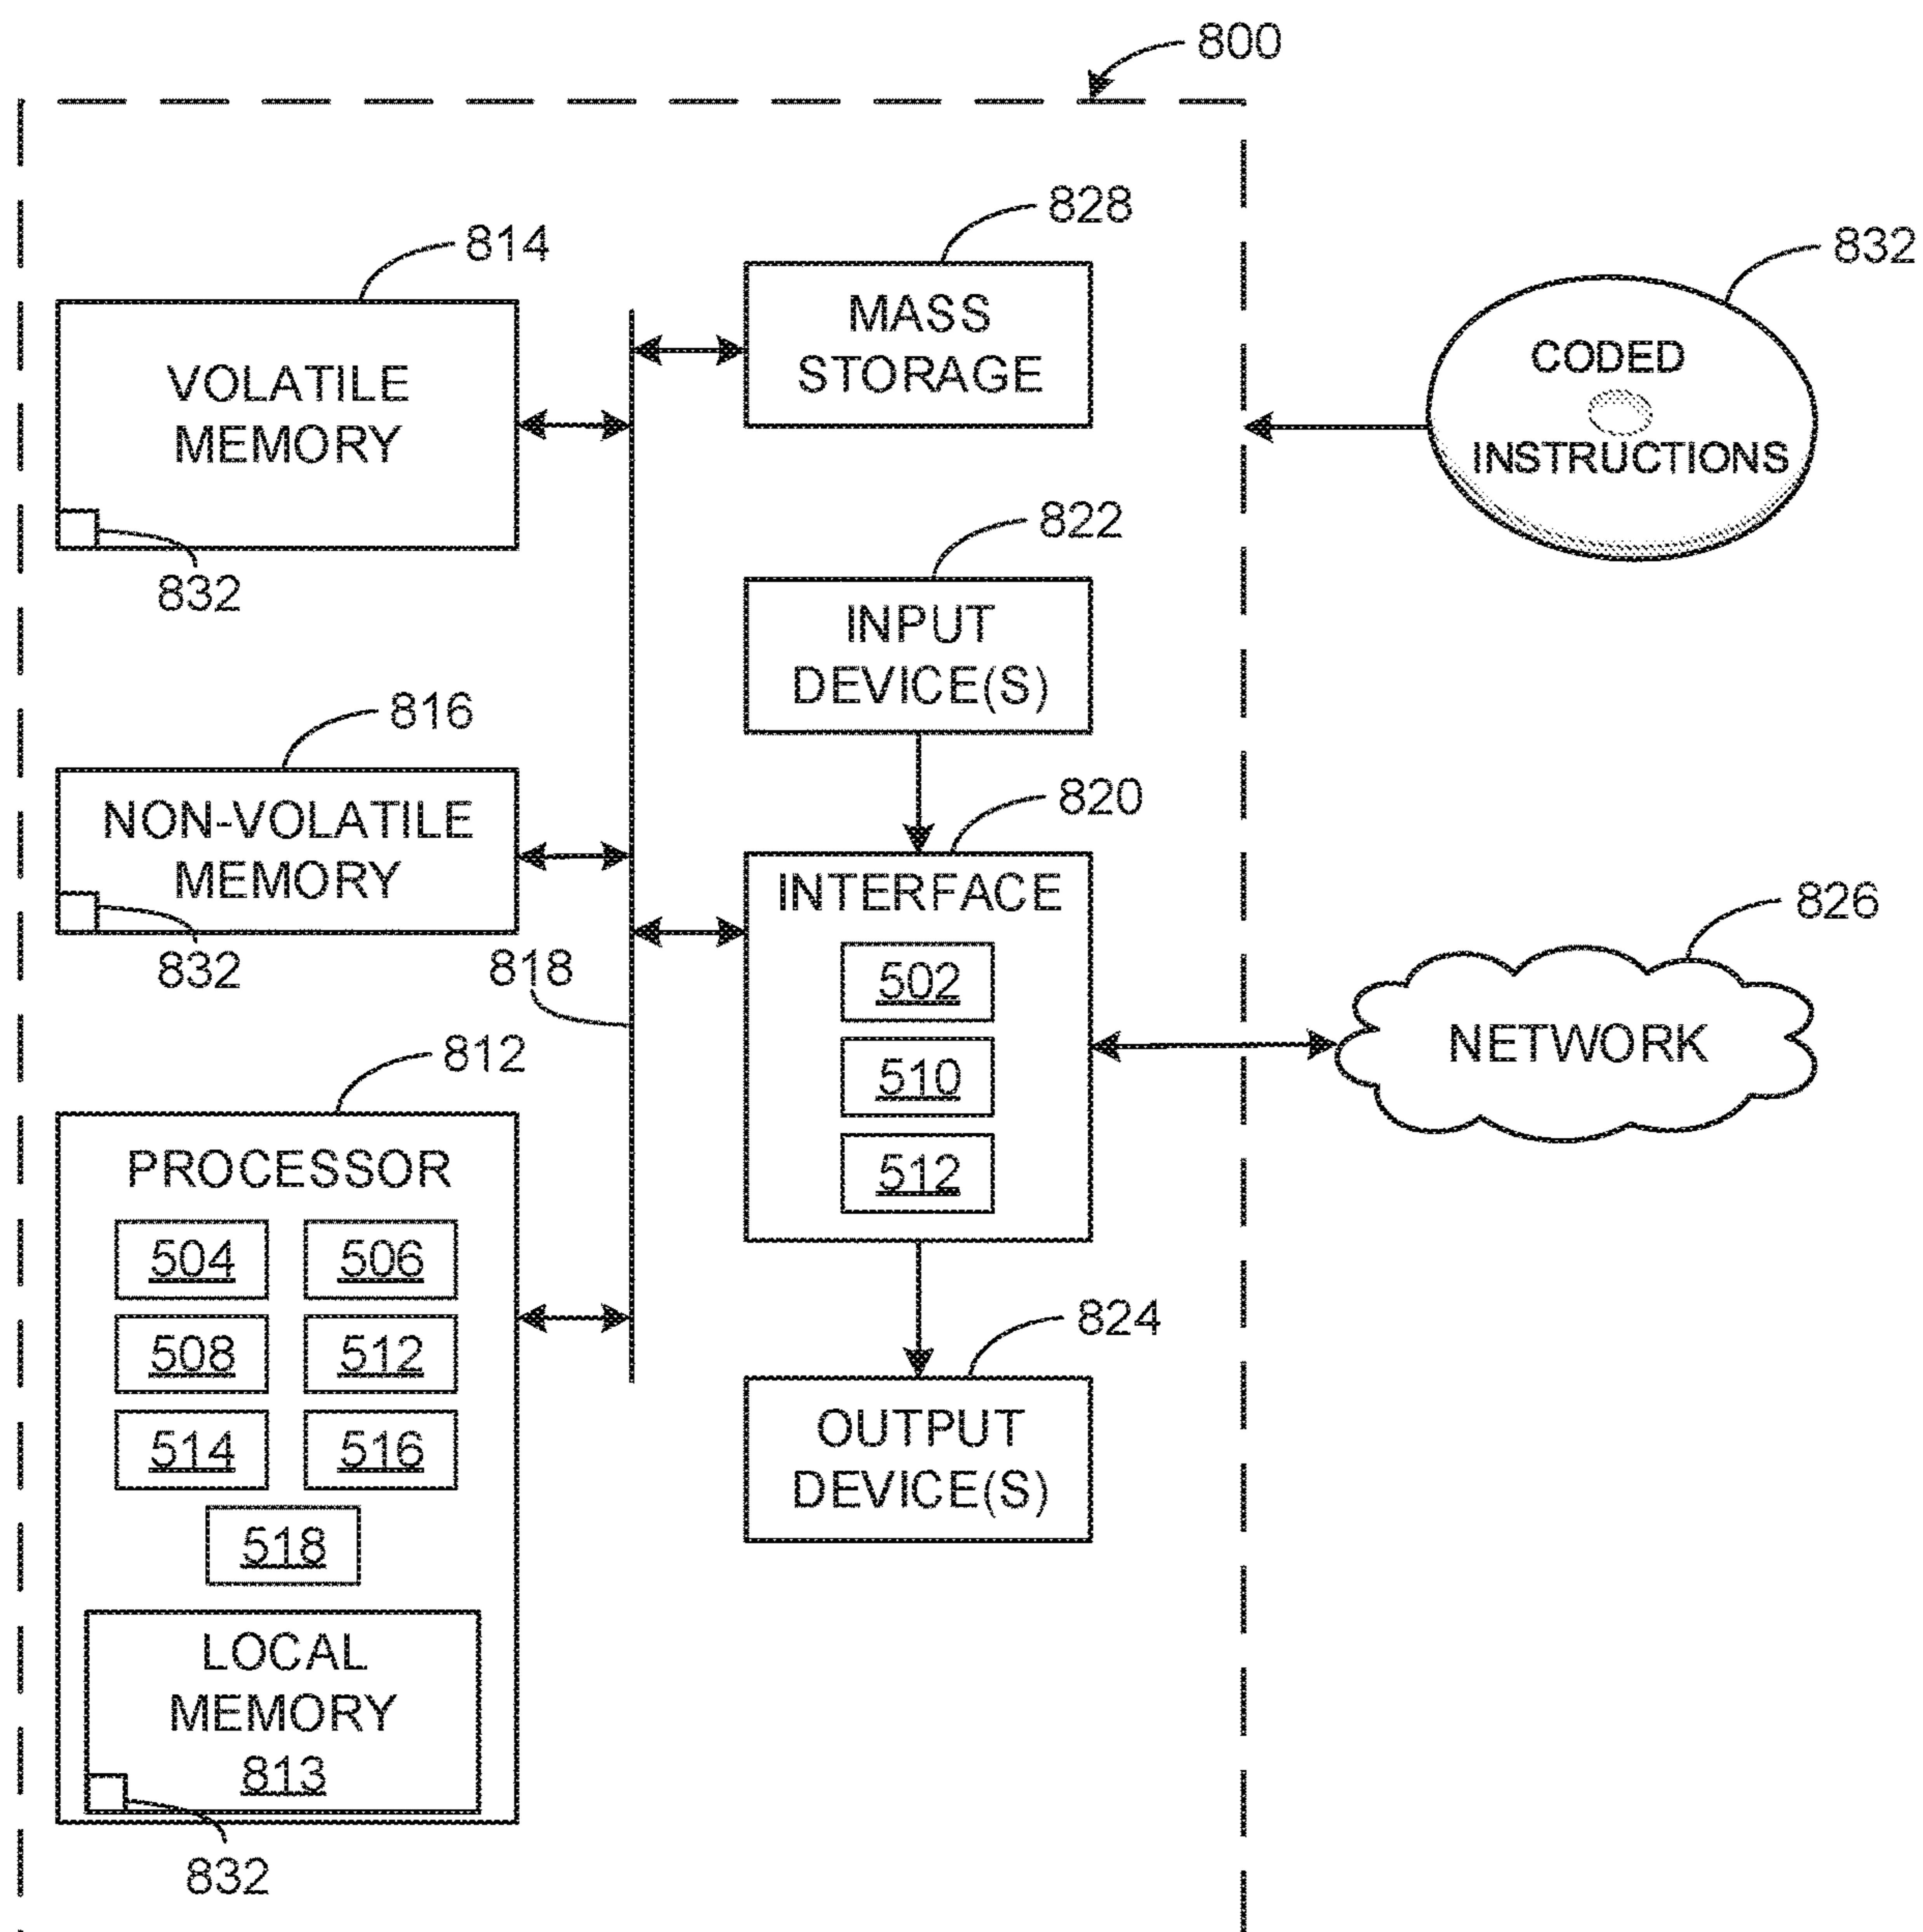 800
814
VOLATILE
MEMORY
832
828
MASS
STORAGE
832
CODED
INSTRUCTIONS
822
INPUT
DEVICE(S)
816
NON-VOLATILE
MEMORY
832
818
820
INTERFACE
502
510
512
826
NETWORK
812
PROCESSOR
504 506
508 512
514 516
518
LOCAL
MEMORY
813
832
824
OUTPUT
DEVICE(S)